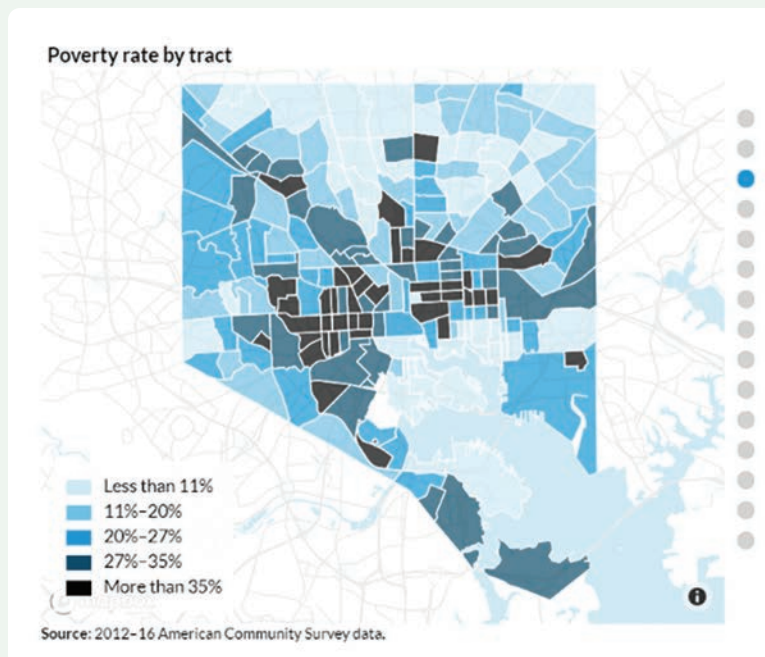 Poverty rate by tract
Less than 11%
11%–20%
20%–27%
27%–35%
More than 35%
Source: 2012–16 American Community Survey data.